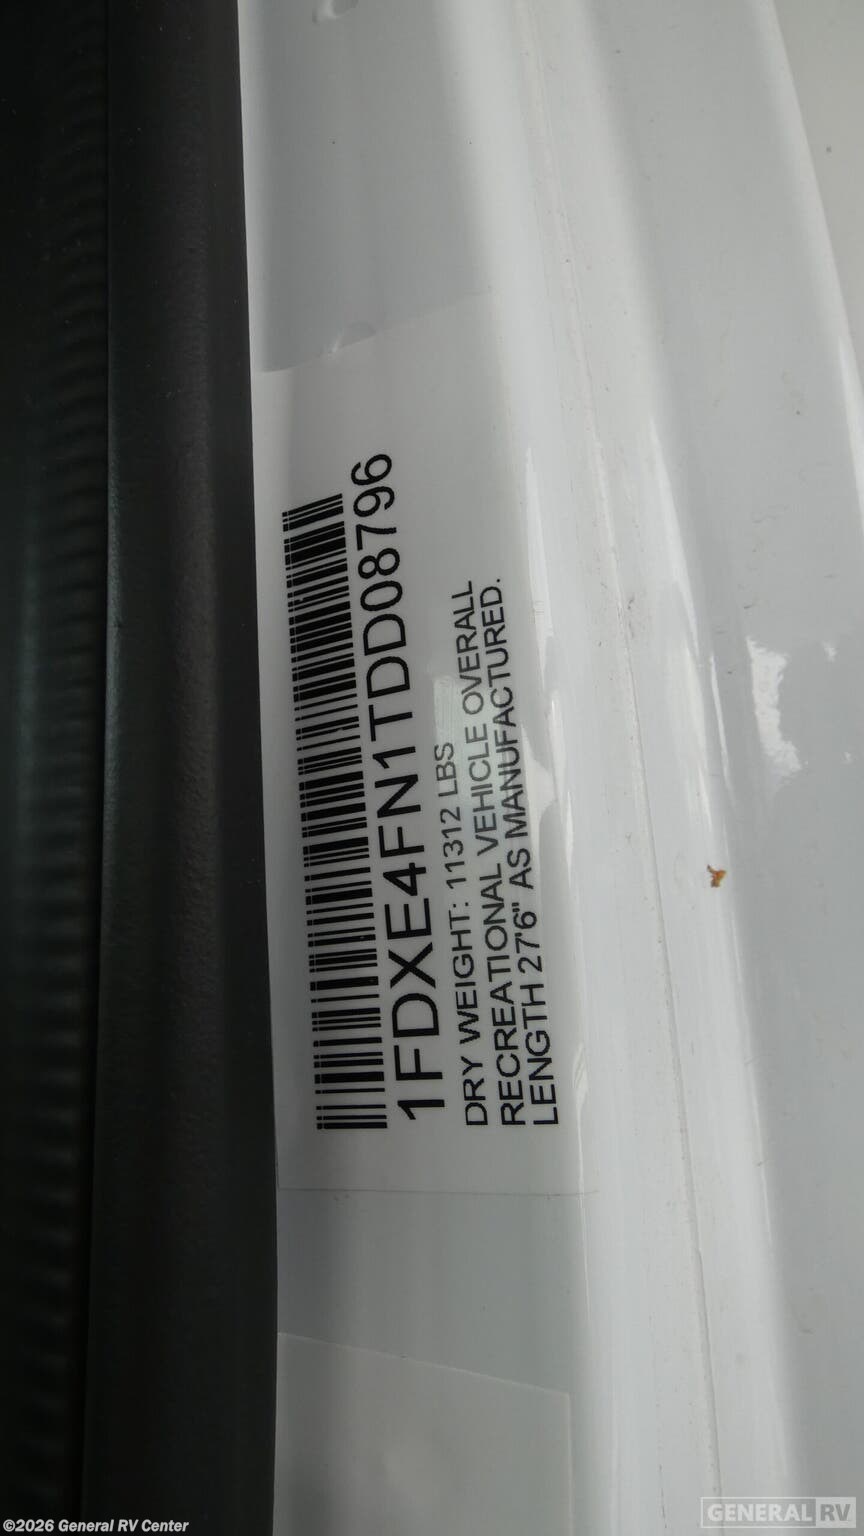 1FDXE4FN1TDD08796
DRY WEIGHT: 11312 LBS
RECREATIONAL VEHICLE OVERALL
LENGTH 27'6" AS MANUFACTURED.
©2026 General RV Center
GENERAL RV